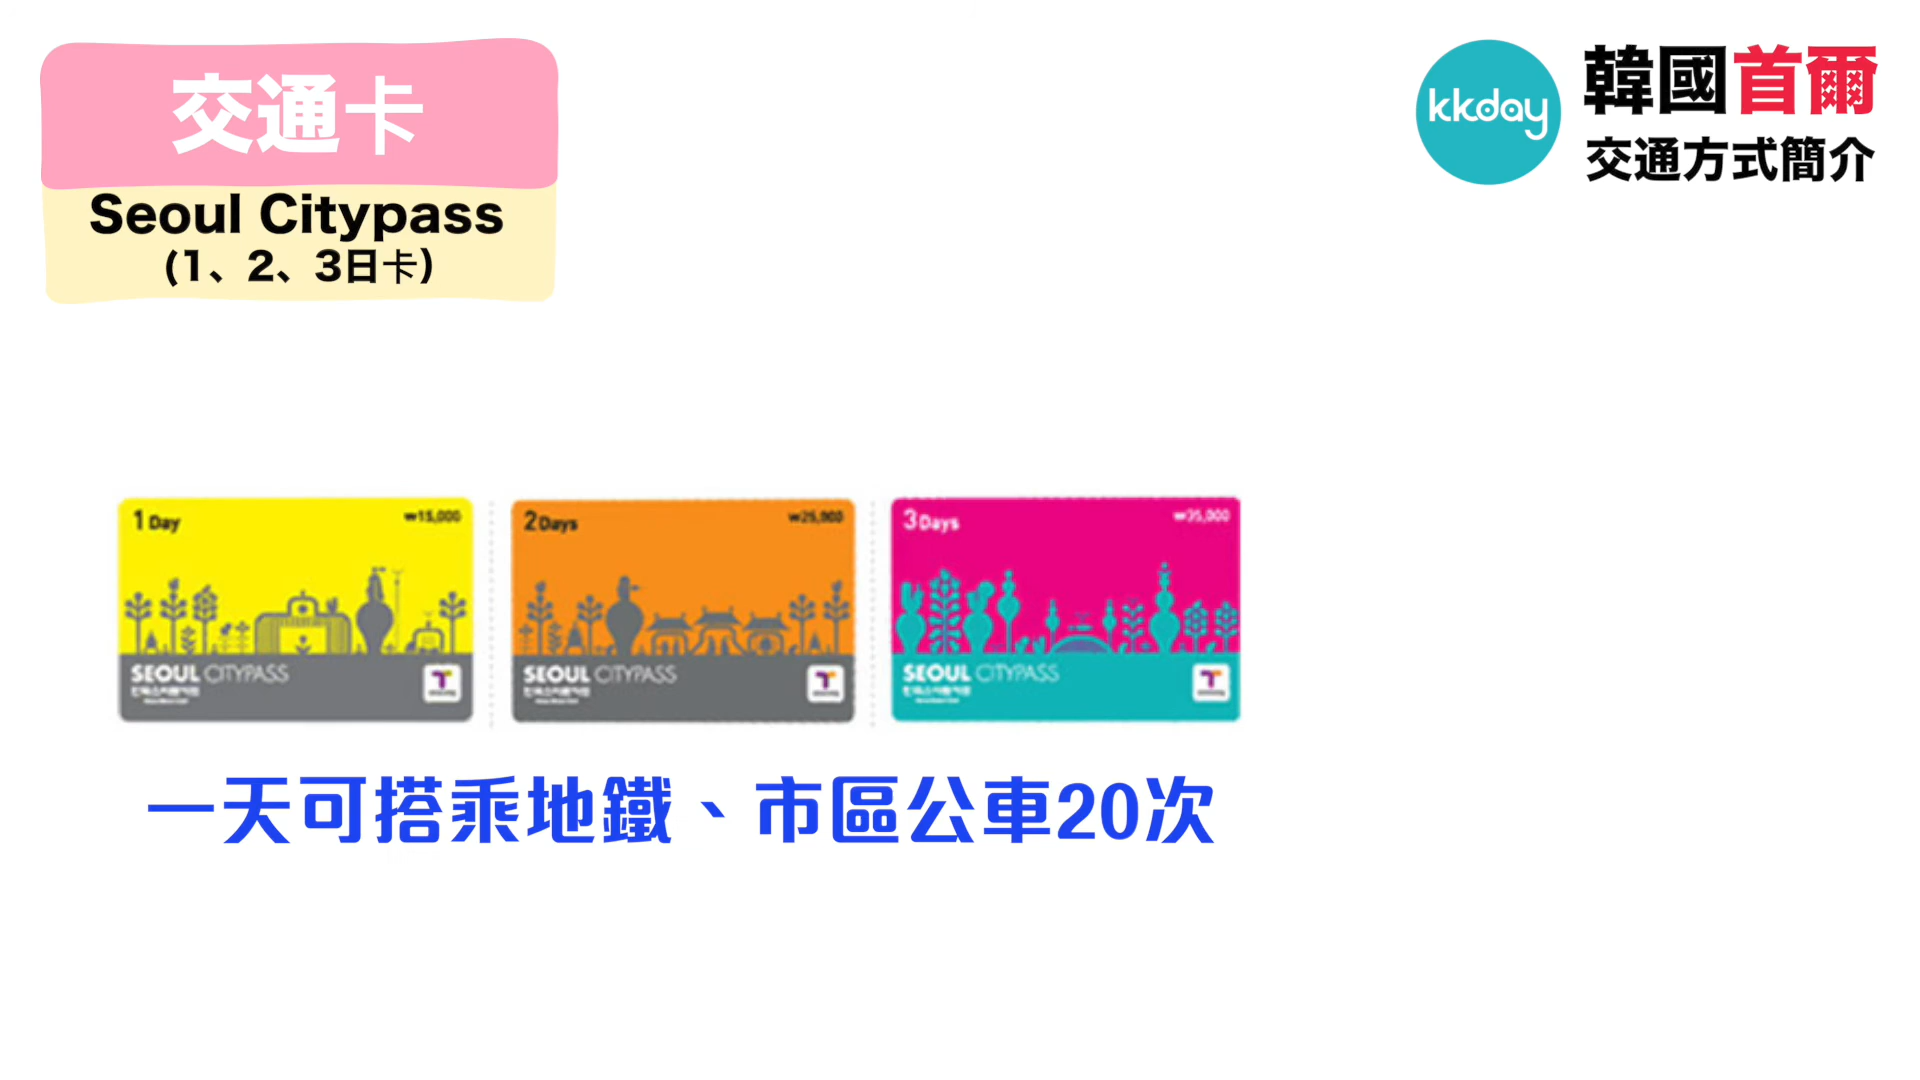 交通卡
Seoul Citypass
(1、2、3日卡)
kkday
韓國首爾
交通方式簡介
1 Day
₩15,000
SEOUL CITYPASS
2 Days
₩25,000
SEOUL CITYPASS
3 Days
₩35,000
SEOUL CITYPASS
一天可搭乘地鐵、市區公車20次